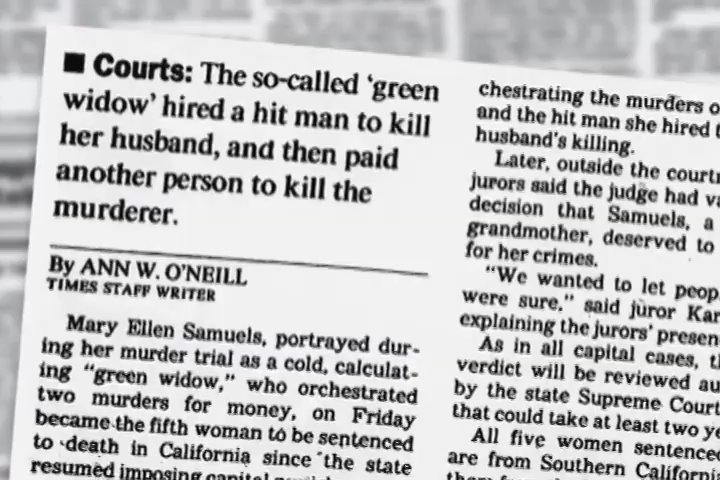 ■ Courts: The so-called 'green
widow' hired a hit man to kill
her husband, and then paid
another person to kill the
murderer.
By ANN W. O'NEILL
TIMES STAFF WRITER
Mary Ellen Samuels, portrayed dur-
ing her murder trial as a cold, calculat-
ing "green widow," who orchestrated
two murders for money, on Friday
became the fifth woman to be sentenced
to death in California since the state
resumed imposing capital
chestrating the murders
and the hit man she hired
husband's killing.
Later, outside the
jurors said the judge had
decision that Samuels, a
grandmother, deserved to
for her crimes.
"We wanted to let
were sure," said juror
explaining the jurors'
As in all capital cases,
verdict will be reviewed
by the state Supreme
that could take at least two
All five women
are from Southern